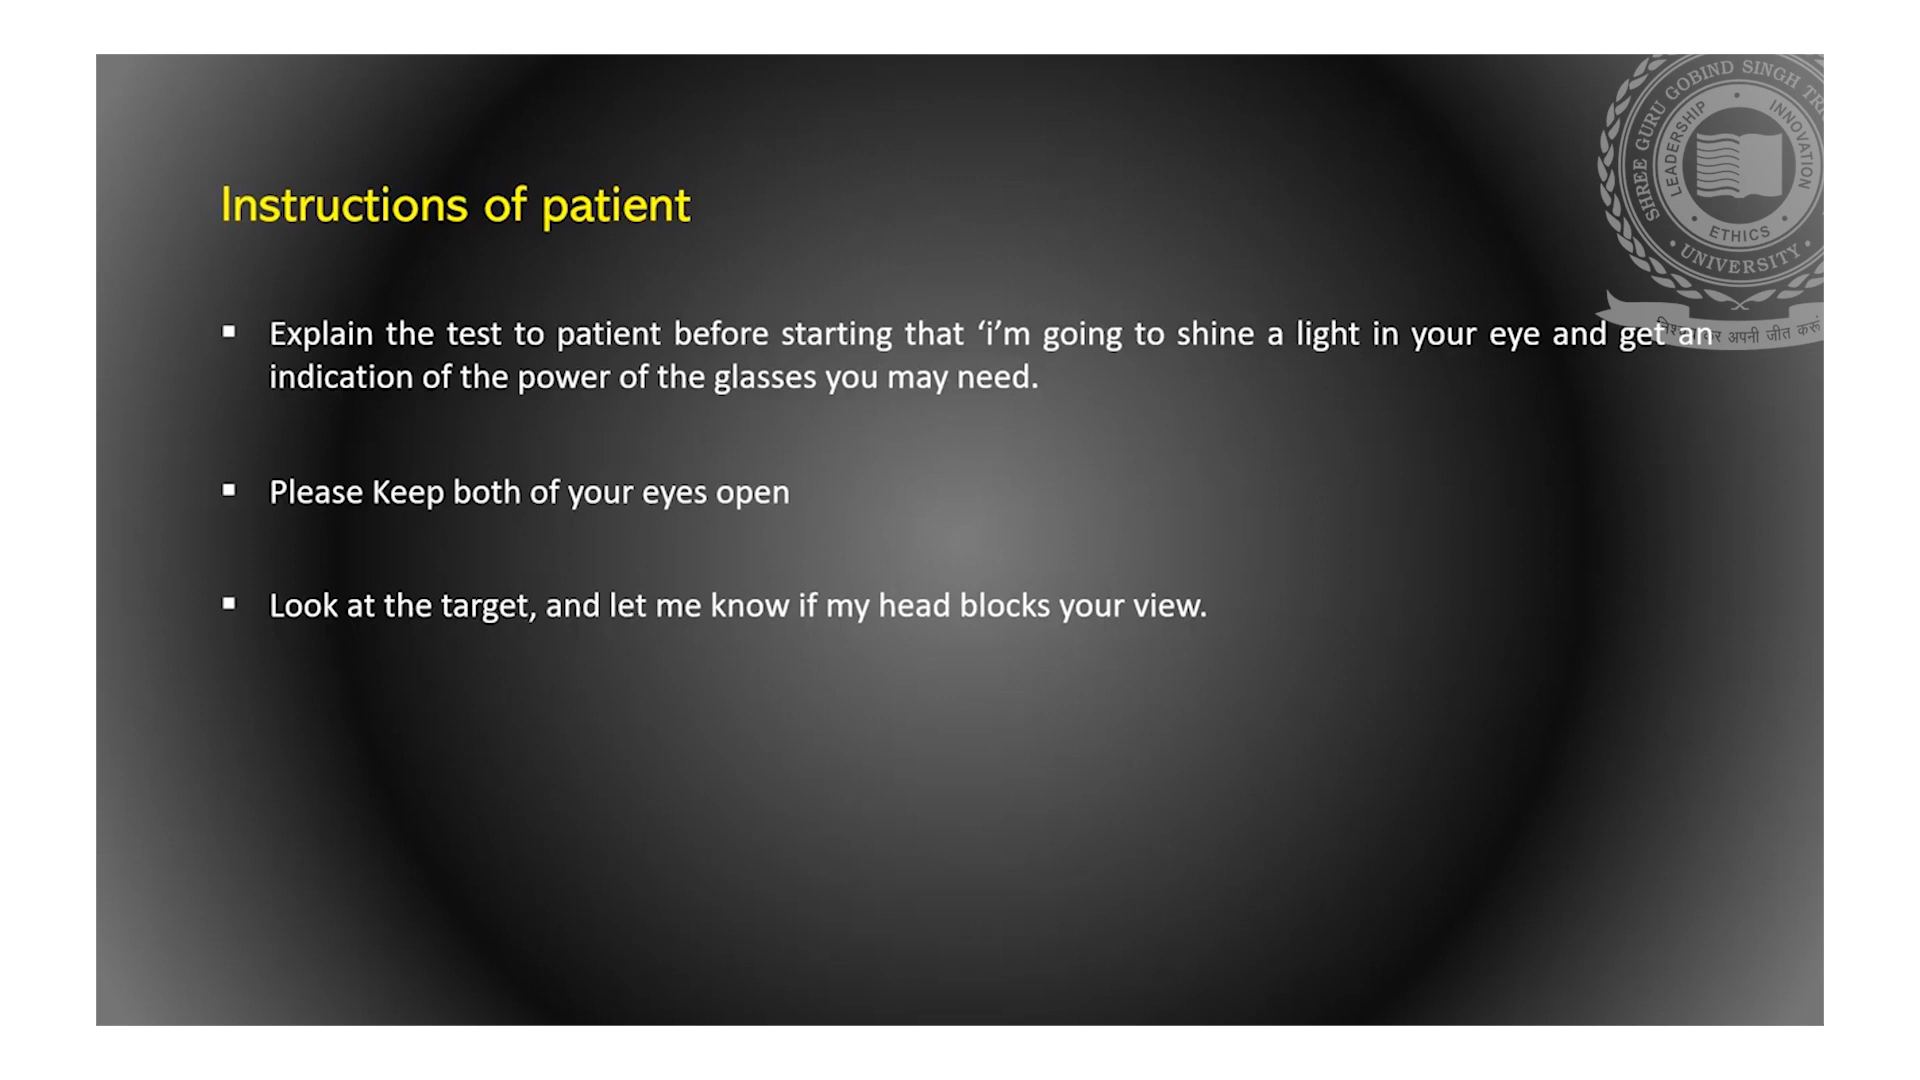 SHREE GURU GOBIND SINGH
LEADERSHIP
INNOVATION
ETHICS
UNIVERSITY
Instructions of patient
▪ Explain the test to patient before starting that ‘i’m going to shine a light in your eye and get an
indication of the power of the glasses you may need.
अपनी जीत करूं
▪ Please Keep both of your eyes open
▪ Look at the target, and let me know if my head blocks your view.